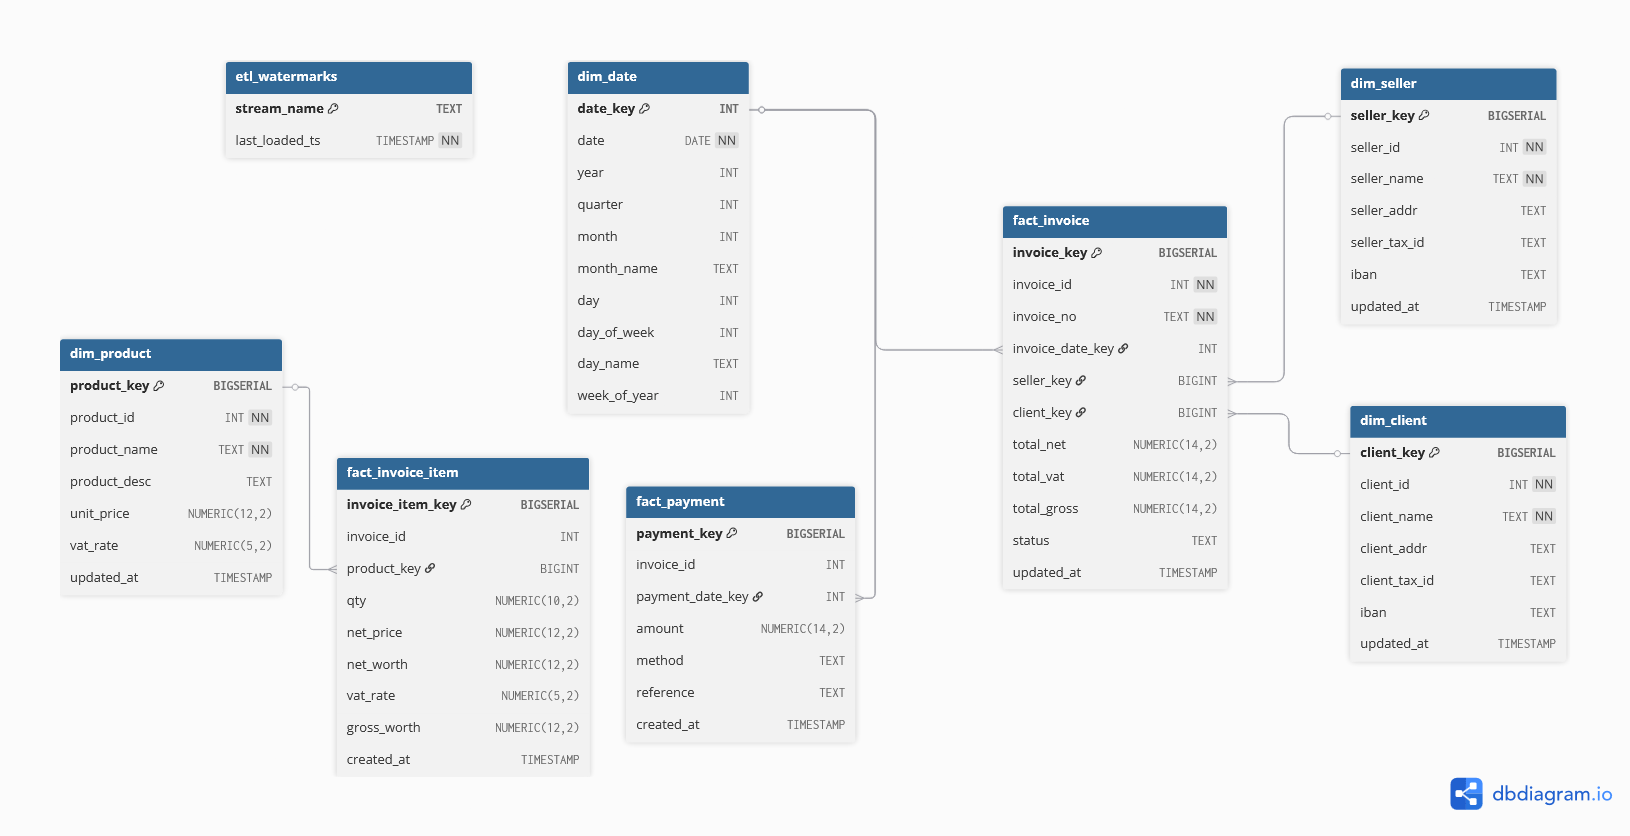 etl_watermarks
stream_name TEXT
last_loaded_ts TIMESTAMP NN
dim_date
date_key INT
date DATE NN
year INT
quarter INT
month INT
month_name TEXT
day INT
day_of_week INT
day_name TEXT
week_of_year INT
dim_seller
seller_key BIGSERIAL
seller_id INT NN
seller_name TEXT NN
seller_addr TEXT
seller_tax_id TEXT
iban TEXT
updated_at TIMESTAMP
fact_invoice
invoice_key BIGSERIAL
invoice_id INT NN
invoice_no TEXT NN
invoice_date_key INT
seller_key BIGINT
client_key BIGINT
total_net NUMERIC(14,2)
total_vat NUMERIC(14,2)
total_gross NUMERIC(14,2)
status TEXT
updated_at TIMESTAMP
dim_product
product_key BIGSERIAL
product_id INT NN
product_name TEXT NN
product_desc TEXT
unit_price NUMERIC(12,2)
vat_rate NUMERIC(5,2)
updated_at TIMESTAMP
dim_client
client_key BIGSERIAL
client_id INT NN
client_name TEXT NN
client_addr TEXT
client_tax_id TEXT
iban TEXT
updated_at TIMESTAMP
fact_invoice_item
invoice_item_key BIGSERIAL
invoice_id INT
product_key BIGINT
qty NUMERIC(10,2)
net_price NUMERIC(12,2)
net_worth NUMERIC(12,2)
vat_rate NUMERIC(5,2)
gross_worth NUMERIC(12,2)
created_at TIMESTAMP
fact_payment
payment_key BIGSERIAL
invoice_id INT
payment_date_key INT
amount NUMERIC(14,2)
method TEXT
reference TEXT
created_at TIMESTAMP
dbdiagram.io